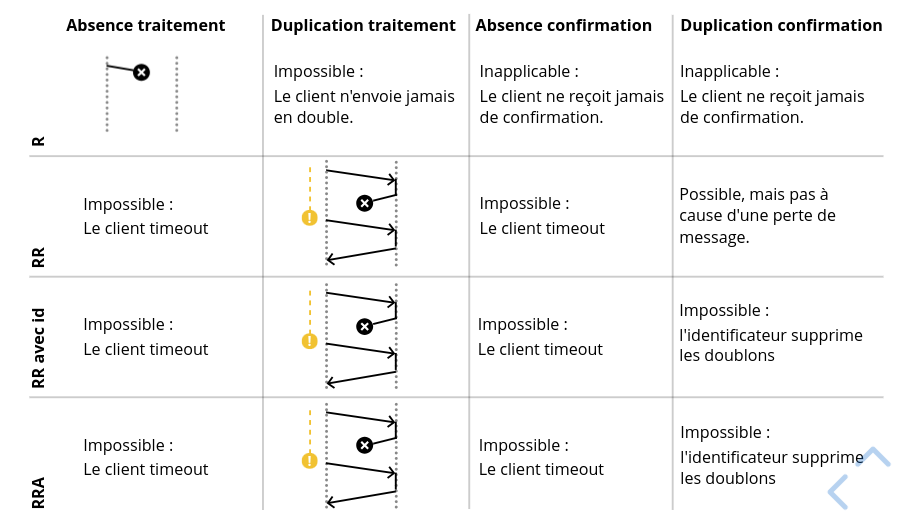 Absence traitement
Duplication traitement
Absence confirmation
Duplication confirmation
R
Impossible :
Le client n'envoie jamais
en double.
Inapplicable :
Le client ne reçoit jamais
de confirmation.
Inapplicable :
Le client ne reçoit jamais
de confirmation.
RR
Impossible :
Le client timeout
!
Impossible :
Le client timeout
Possible, mais pas à
cause d'une perte de
message.
RR avec id
Impossible :
Le client timeout
!
Impossible :
Le client timeout
Impossible :
l'identificateur supprime
les doublons
RRA
Impossible :
Le client timeout
!
Impossible :
Le client timeout
Impossible :
l'identificateur supprime
les doublons